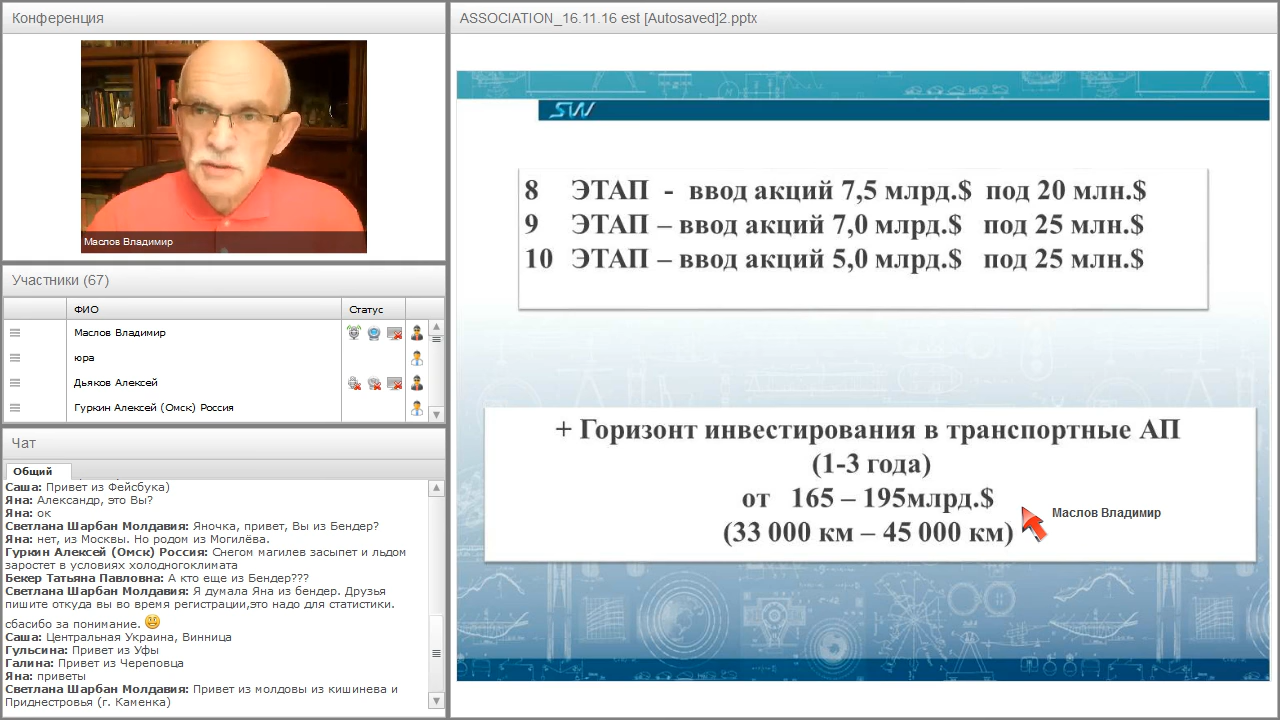 Конференция
Маслов Владимир
Участники (67)
ФИО
Статус
Маслов Владимир
юра
Дьяков Алексей
Гуркин Алексей (Омск) Россия
Чат
Общий
Саша: Привет из Фейсбука)
Яна: Александр, это Вы?
Яна: ок
Светлана Шарбан Молдавия: Яночка, привет, Вы из Бендер?
Яна: нет, из Москвы. Но родом из Могилёва.
Гуркин Алексей (Омск) Россия: Снегом магилев засыпет и льдом
заростет в условиях холодногоклимата
Бекер Татьяна Павловна: А кто еще из Бендер???
Светлана Шарбан Молдавия: Я думала Яна из бендер. Друзья
пишите откуда вы во время регистрации,это надо для статистики.
сбасибо за понимание.
Саша: Центральная Украина, Винница
Гульсина: Привет из Уфы
Галина: Привет из Череповца
Яна: приветы
Светлана Шарбан Молдавия: Привет из молдовы из кишинева и
Приднестровья (г. Каменка)
ASSOCIATION_16.11.16 est [Autosaved]2.pptx
SW
8 ЭТАП - ввод акций 7,5 млрд.$ под 20 млн.$
9 ЭТАП – ввод акций 7,0 млрд.$ под 25 млн.$
10 ЭТАП – ввод акций 5,0 млрд.$ под 25 млн.$
+ Горизонт инвестирования в транспортные АП
(1-3 года)
от 165 – 195млрд.$
(33 000 км – 45 000 км)
Маслов Владимир